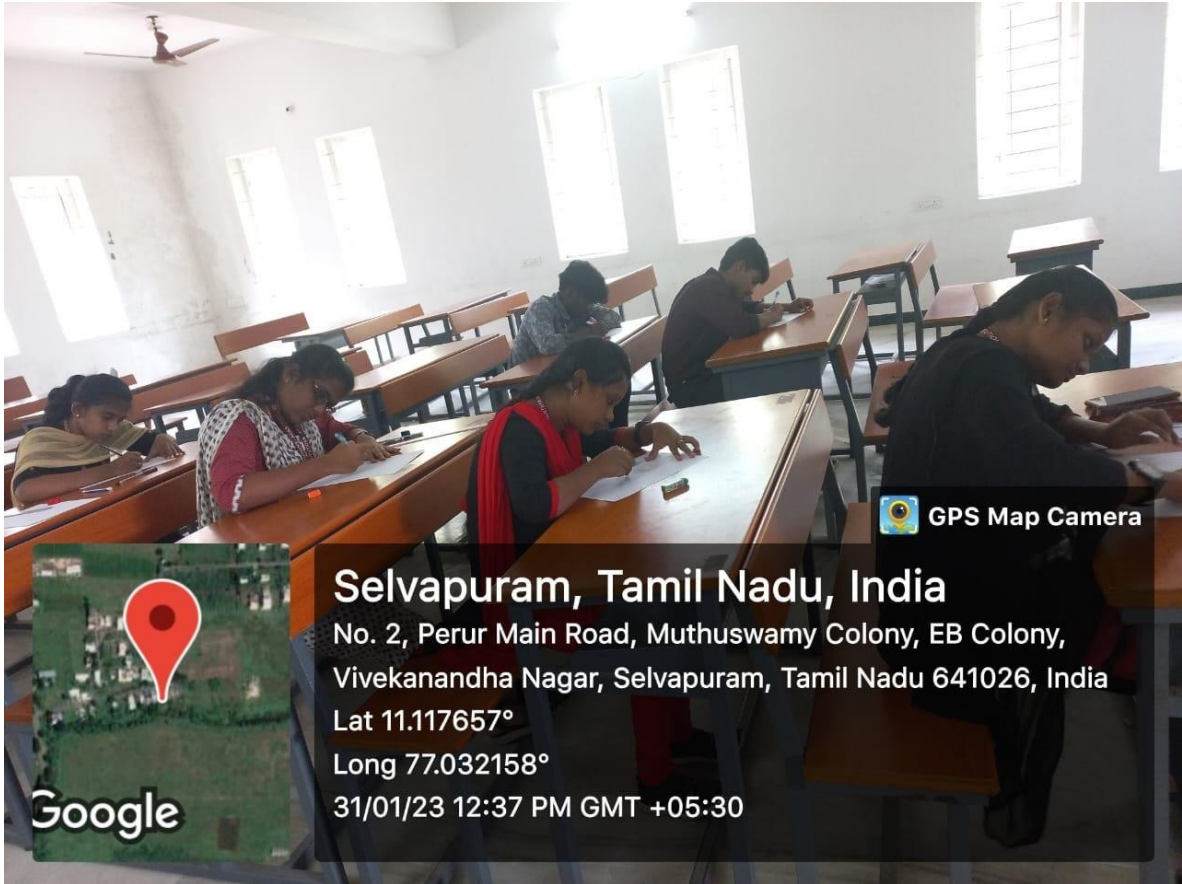 GPS Map Camera
Selvapuram, Tamil Nadu, India
No. 2, Perur Main Road, Muthuswamy Colony, EB Colony,
Vivekanandha Nagar, Selvapuram, Tamil Nadu 641026, India
Lat 11.117657°
Long 77.032158°
31/01/23 12:37 PM GMT +05:30
Google